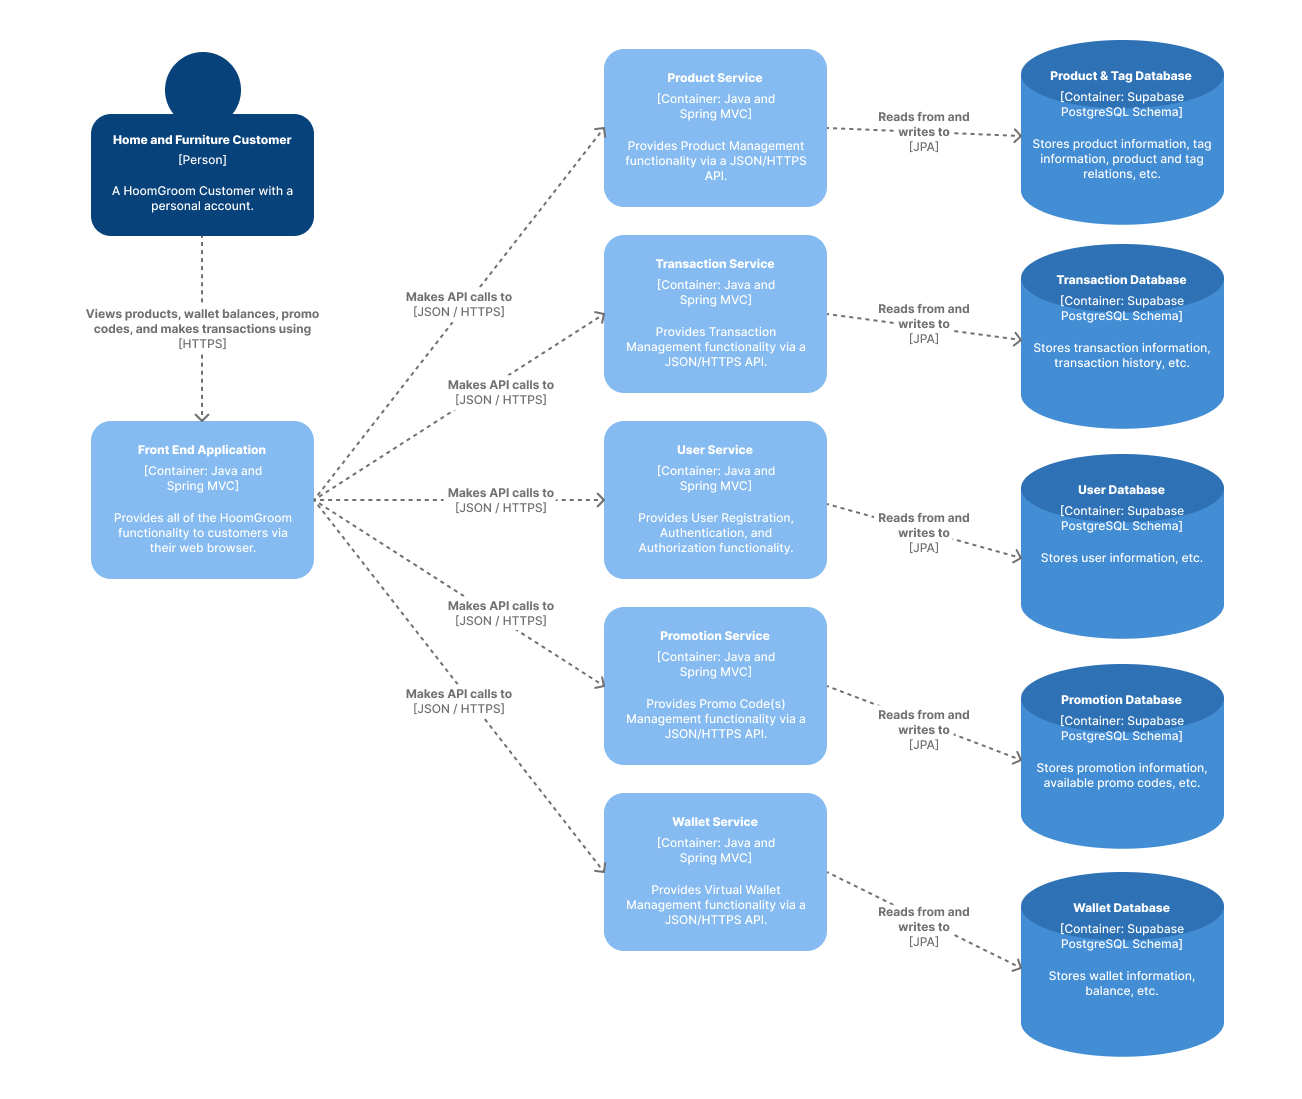 Home and Furniture Customer
[Person]
A HoomGroom Customer with a
personal account.
Views products, wallet balances, promo
codes, and makes transactions using
[HTTPS]
Front End Application
[Container: Java and
Spring MVC]
Provides all of the HoomGroom
functionality to customers via
their web browser.
Makes API calls to
[JSON / HTTPS]
Makes API calls to
[JSON / HTTPS]
Makes API calls to
[JSON / HTTPS]
Makes API calls to
[JSON / HTTPS]
Makes API calls to
[JSON / HTTPS]
Product Service
[Container: Java and
Spring MVC]
Provides Product Management
functionality via a JSON/HTTPS
API.
Transaction Service
[Container: Java and
Spring MVC]
Provides Transaction
Management functionality via a
JSON/HTTPS API.
User Service
[Container: Java and
Spring MVC]
Provides User Registration,
Authentication, and
Authorization functionality.
Promotion Service
[Container: Java and
Spring MVC]
Provides Promo Code(s)
Management functionality via a
JSON/HTTPS API.
Wallet Service
[Container: Java and
Spring MVC]
Provides Virtual Wallet
Management functionality via a
JSON/HTTPS API.
Reads from and
writes to
[JPA]
Reads from and
writes to
[JPA]
Reads from and
writes to
[JPA]
Reads from and
writes to
[JPA]
Reads from and
writes to
[JPA]
Product & Tag Database
[Container: Supabase
PostgreSQL Schema]
Stores product information, tag
information, product and tag
relations, etc.
Transaction Database
[Container: Supabase
PostgreSQL Schema]
Stores transaction information,
transaction history, etc.
User Database
[Container: Supabase
PostgreSQL Schema]
Stores user information, etc.
Promotion Database
[Container: Supabase
PostgreSQL Schema]
Stores promotion information,
available promo codes, etc.
Wallet Database
[Container: Supabase
PostgreSQL Schema]
Stores wallet information,
balance, etc.